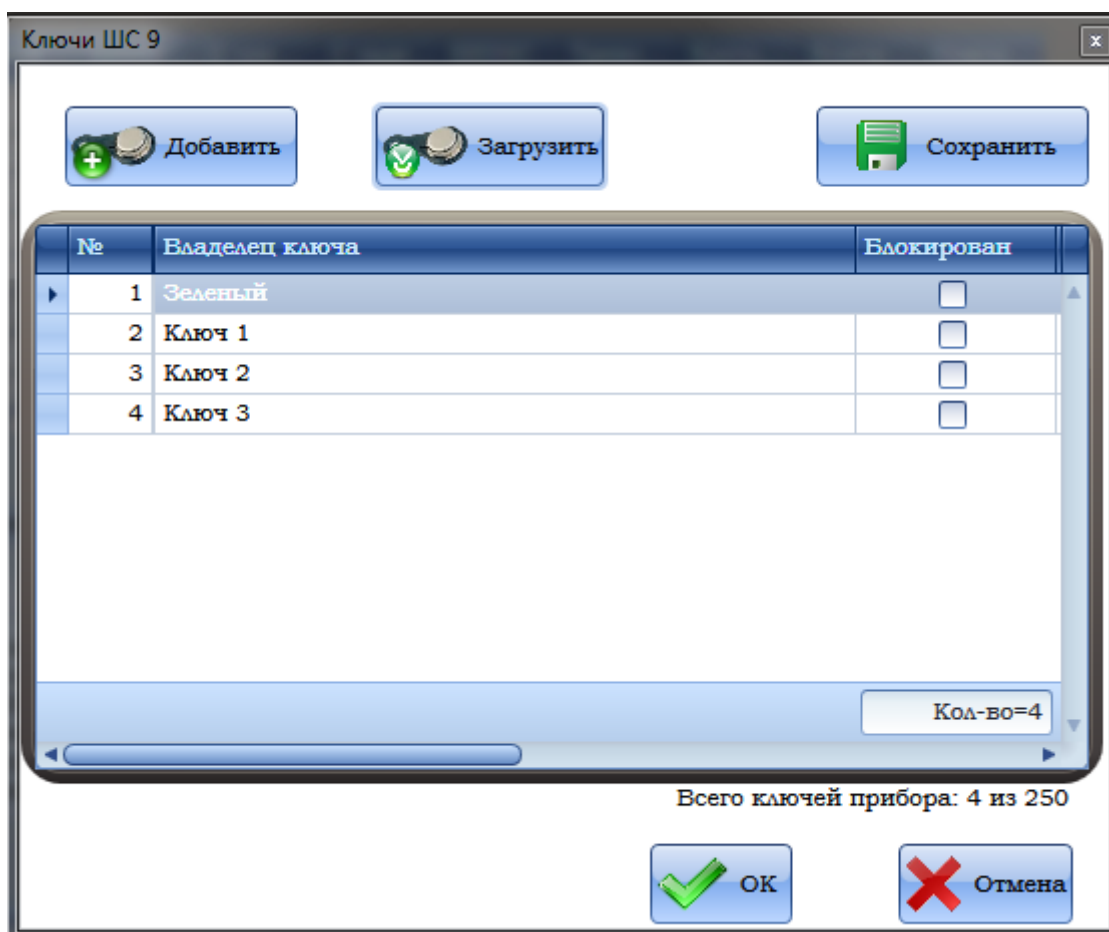 Ключи ШС 9
x
Добавить Загрузить Сохранить
№ Владелец ключа Блокирован
1 Зеленый
2 Ключ 1
3 Ключ 2
4 Ключ 3
Кол-во=4
Всего ключей прибора: 4 из 250
ОК Отмена